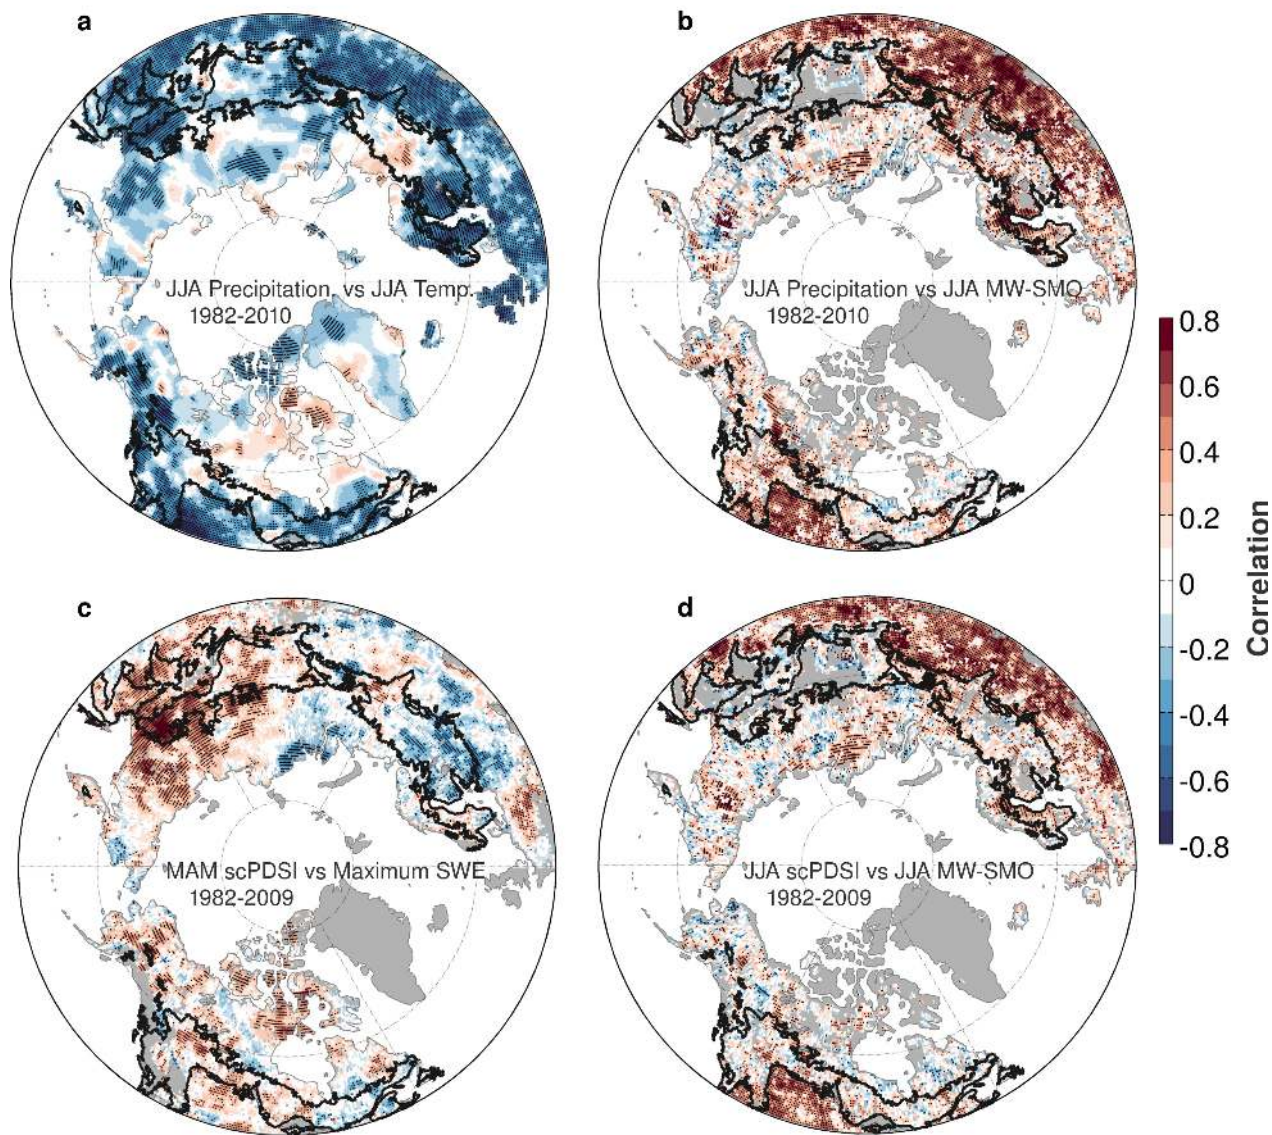 a
b
JJA Precipitation vs JJA Temp.
1982-2010
JJA Precipitation vs JJA MW-SMO
1982-2010
c
d
MAM scPDSI vs Maximum SWE
1982-2009
JJA scPDSI vs JJA MW-SMO
1982-2009
0.8
0.6
0.4
0.2
0
-0.2
-0.4
-0.6
-0.8
Correlation